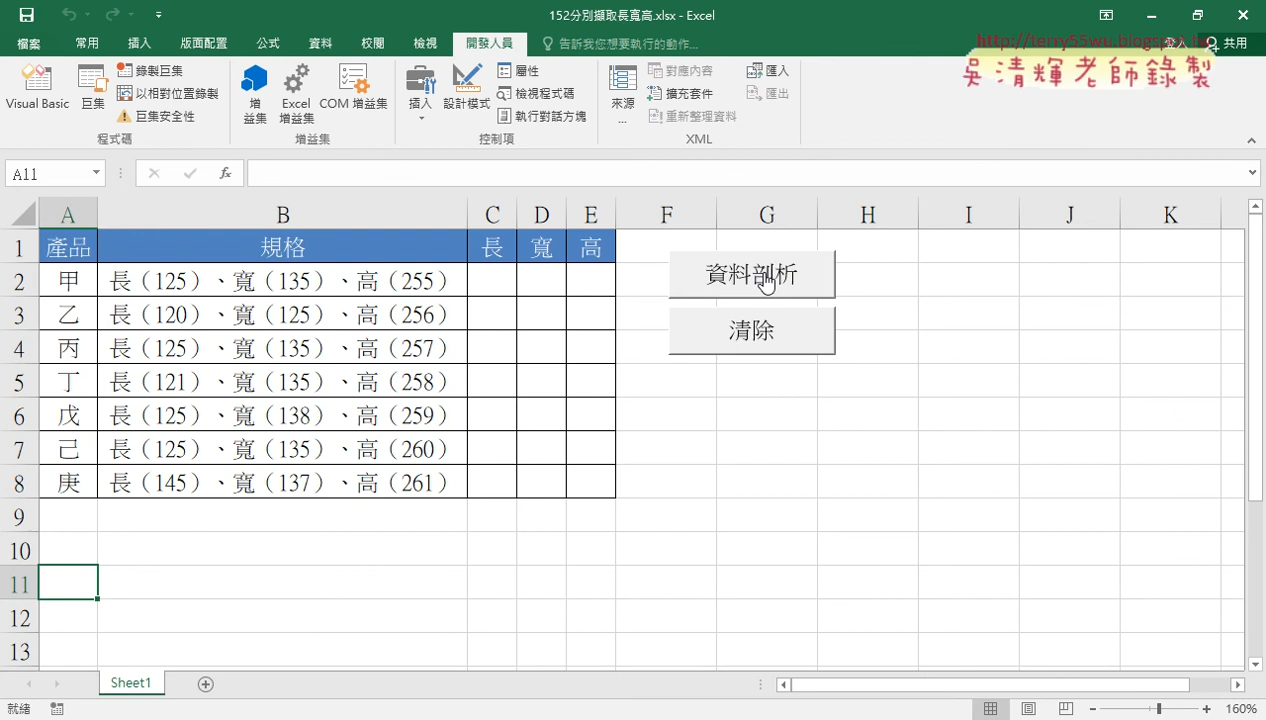 152分別擷取長寬高.xlsx - Excel
http://terry55wu.blogspot.tw
吳清輝老師錄製
檔案 常用 插入 版面配置 公式 資料 校閱 檢視 開發人員 告訴我您想要執行的動作... 登入 共用
Visual Basic 巨集 錄製巨集 以相對位置錄製 巨集安全性
增益集 Excel 增益集 COM 增益集
插入 設計模式 屬性 檢視程式碼 執行對話方塊
來源... 對應內容 擴充套件 重新整理資料 匯入 匯出
程式碼 增益集 控制項 XML
A11 fx
A B C D E F G H I J K
1 產品 規格 長 寬 高
2 甲 長（125）、寬（135）、高（255）
資料剖析
3 乙 長（120）、寬（125）、高（256）
清除
4 丙 長（125）、寬（135）、高（257）
5 丁 長（121）、寬（135）、高（258）
6 戊 長（125）、寬（138）、高（259）
7 己 長（125）、寬（135）、高（260）
8 庚 長（145）、寬（137）、高（261）
9
10
11
12
13
Sheet1
就緒 160%